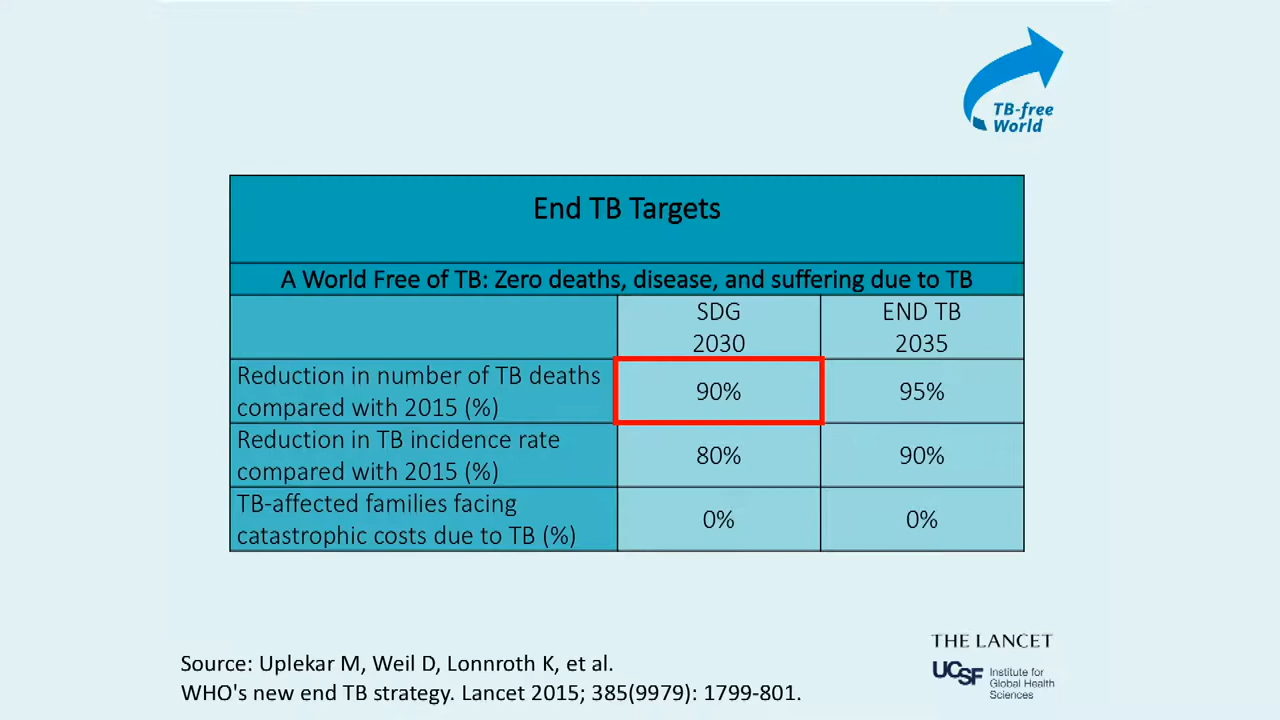 TB-free
World
End TB Targets
A World Free of TB: Zero deaths, disease, and suffering due to TB
SDG
2030
END TB
2035
Reduction in number of TB deaths
compared with 2015 (%)
90%
95%
Reduction in TB incidence rate
compared with 2015 (%)
80%
90%
TB-affected families facing
catastrophic costs due to TB (%)
0%
0%
Source: Uplekar M, Weil D, Lonnroth K, et al.
WHO's new end TB strategy. Lancet 2015; 385(9979): 1799-801.
THE LANCET
UCSF
Institute for
Global Health
Sciences